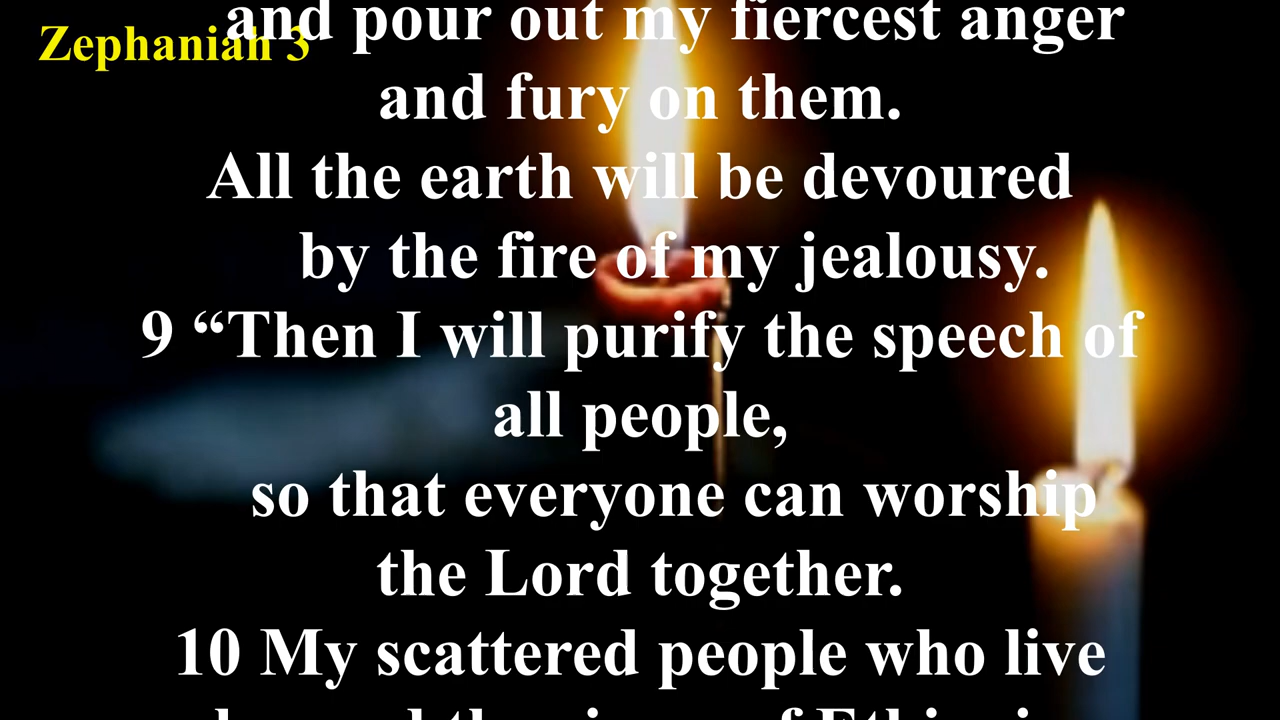 Zephaniah 3
and pour out my fiercest anger
and fury on them.
All the earth will be devoured
by the fire of my jealousy.
9 “Then I will purify the speech of
all people,
so that everyone can worship
the Lord together.
10 My scattered people who live